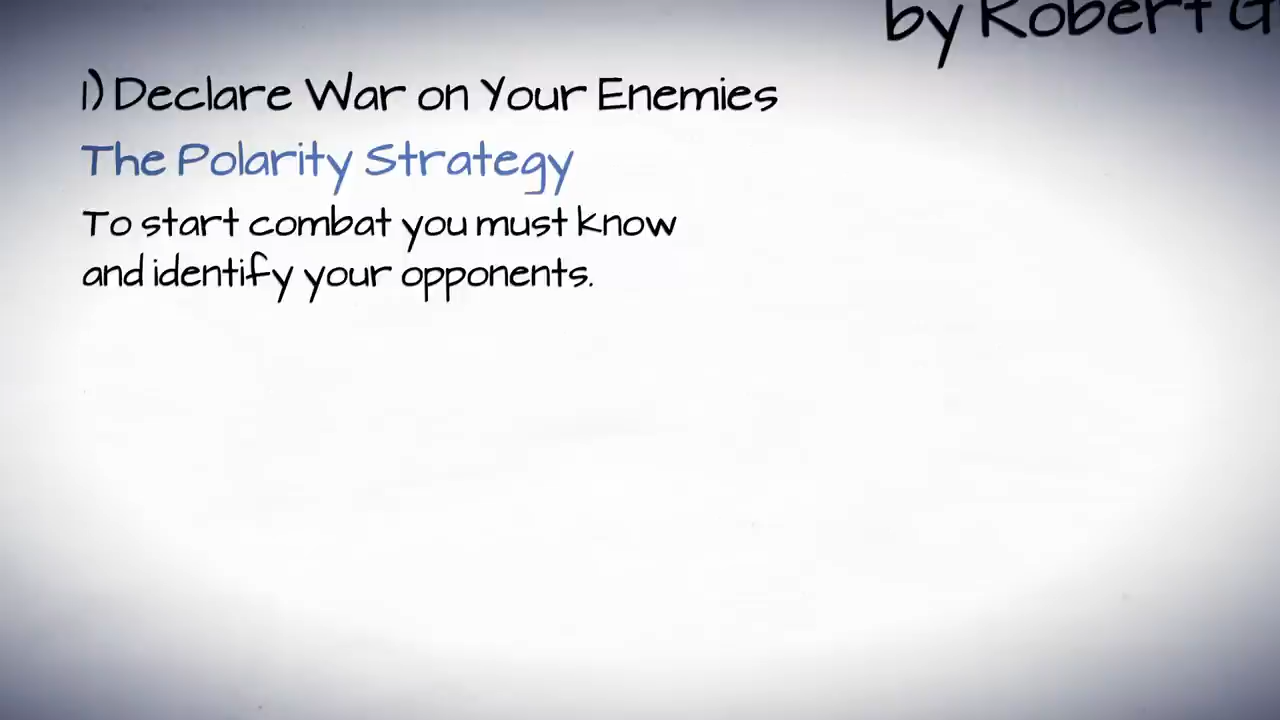 by Robert G
1) Declare War on Your Enemies
The Polarity Strategy
To start combat you must know
and identify your opponents.